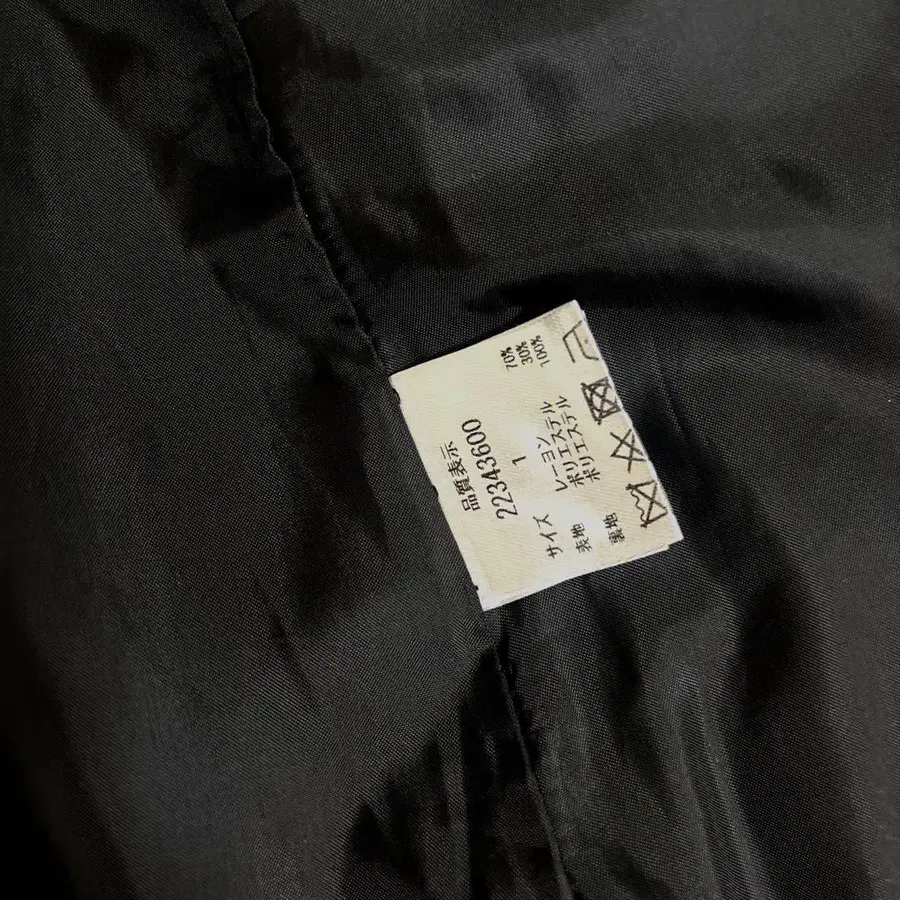 品質表示
22343600
サイズ 1
表地 レーヨン 70%
ポリエステル 30%
裏地 ポリエステル 100%